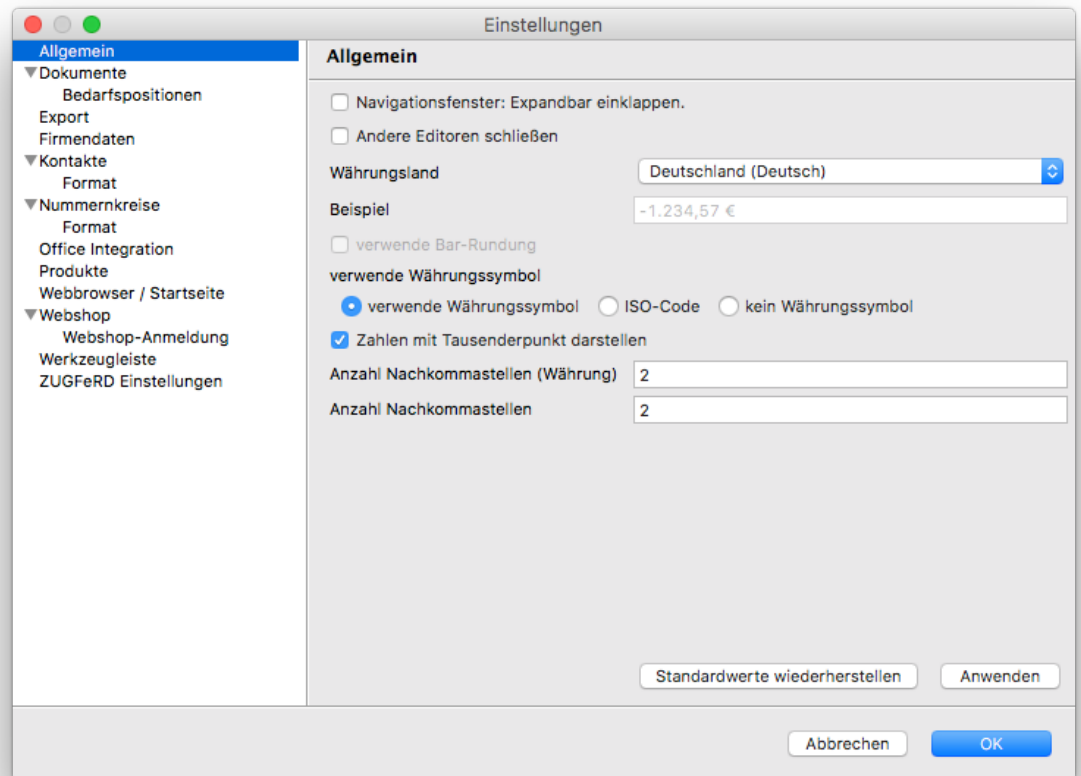 Einstellungen
Allgemein
Dokumente
Bedarfspositionen
Export
Firmendaten
Kontakte
Format
Nummernkreise
Format
Office Integration
Produkte
Webbrowser / Startseite
Webshop
Webshop-Anmeldung
Werkzeugleiste
ZUGFeRD Einstellungen
Allgemein
Navigationsfenster: Expandbar einklappen.
Andere Editoren schließen
Währungsland Deutschland (Deutsch)
Beispiel -1.234,57 €
verwende Bar-Rundung
verwende Währungssymbol
verwende Währungssymbol ISO-Code kein Währungssymbol
Zahlen mit Tausenderpunkt darstellen
Anzahl Nachkommastellen (Währung) 2
Anzahl Nachkommastellen 2
Standardwerte wiederherstellen Anwenden
Abbrechen OK